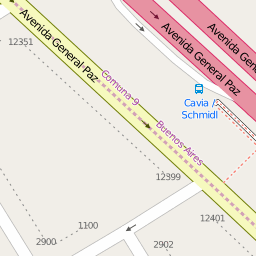 Avenida General Paz
Avenida General Paz
Avenida General Paz
12351
Comuna 9
Cavia /
Schmidl
Buenos Aires
12399
12401
1100
2900
2902